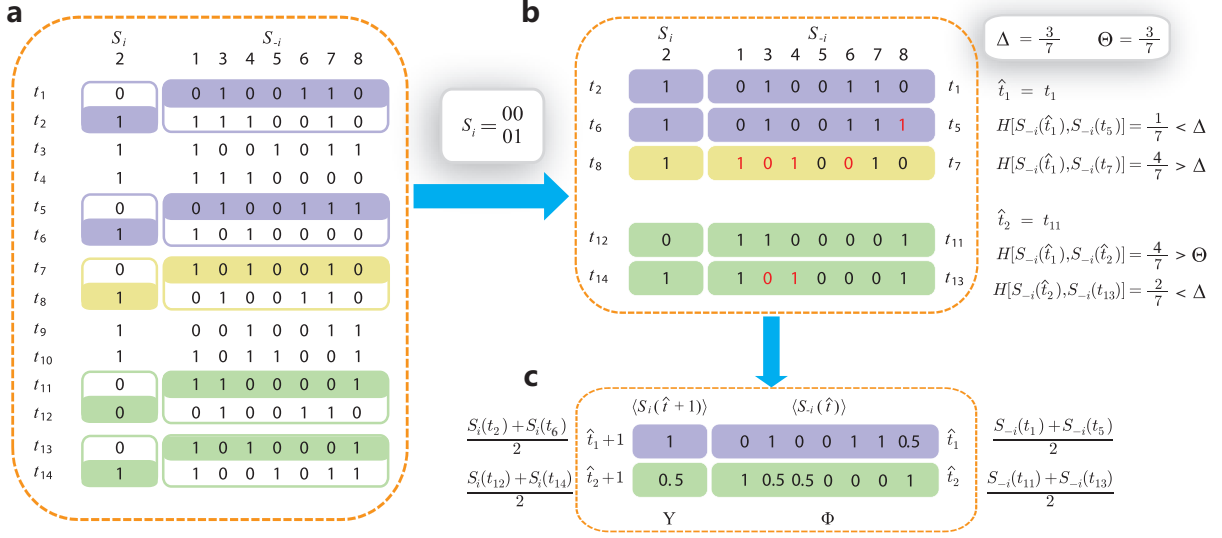 a
S_i S_{-i}
2 1 3 4 5 6 7 8
t_1 0 0 1 0 0 1 1 0
t_2 1 1 1 1 0 0 1 0
t_3 1 1 0 0 1 0 1 1
t_4 1 1 1 1 0 0 0 0
t_5 0 0 1 0 0 1 1 1
t_6 1 1 0 1 0 0 0 0
t_7 0 1 0 1 0 0 1 0
t_8 1 0 1 0 0 1 1 0
t_9 1 0 0 1 0 0 1 1
t_10 1 1 0 1 1 0 0 1
t_11 0 1 1 0 0 0 0 1
t_12 0 0 1 0 0 1 1 0
t_13 0 1 0 1 0 0 0 1
t_14 1 1 0 0 1 0 1 1
S_i = 00
01
b
S_i S_{-i}
2 1 3 4 5 6 7 8
t_2 1 0 1 0 0 1 1 0 t_1
t_6 1 0 1 0 0 1 1 1 t_5
t_8 1 1 0 1 0 0 1 0 t_7
t_12 0 1 1 0 0 0 0 1 t_11
t_14 1 1 0 1 0 0 0 1 t_13
Δ = 3/7 Θ = 3/7
t̂_1 = t_1
H[S_{-i}(t̂_1),S_{-i}(t_5)] = 1/7 < Δ
H[S_{-i}(t̂_1),S_{-i}(t_7)] = 4/7 > Δ
t̂_2 = t_11
H[S_{-i}(t̂_1),S_{-i}(t̂_2)] = 4/7 > Θ
H[S_{-i}(t̂_2),S_{-i}(t_13)] = 2/7 < Δ
c
⟨S_i(t̂+1)⟩ ⟨S_{-i}(t̂)⟩
S_i(t_2)+S_i(t_6)/2 t̂_1+1 1 0 1 0 0 1 1 0.5 t̂_1 S_{-i}(t_1)+S_{-i}(t_5)/2
S_i(t_12)+S_i(t_14)/2 t̂_2+1 0.5 1 0.5 0.5 0 0 0 1 t̂_2 S_{-i}(t_11)+S_{-i}(t_13)/2
Υ Φ